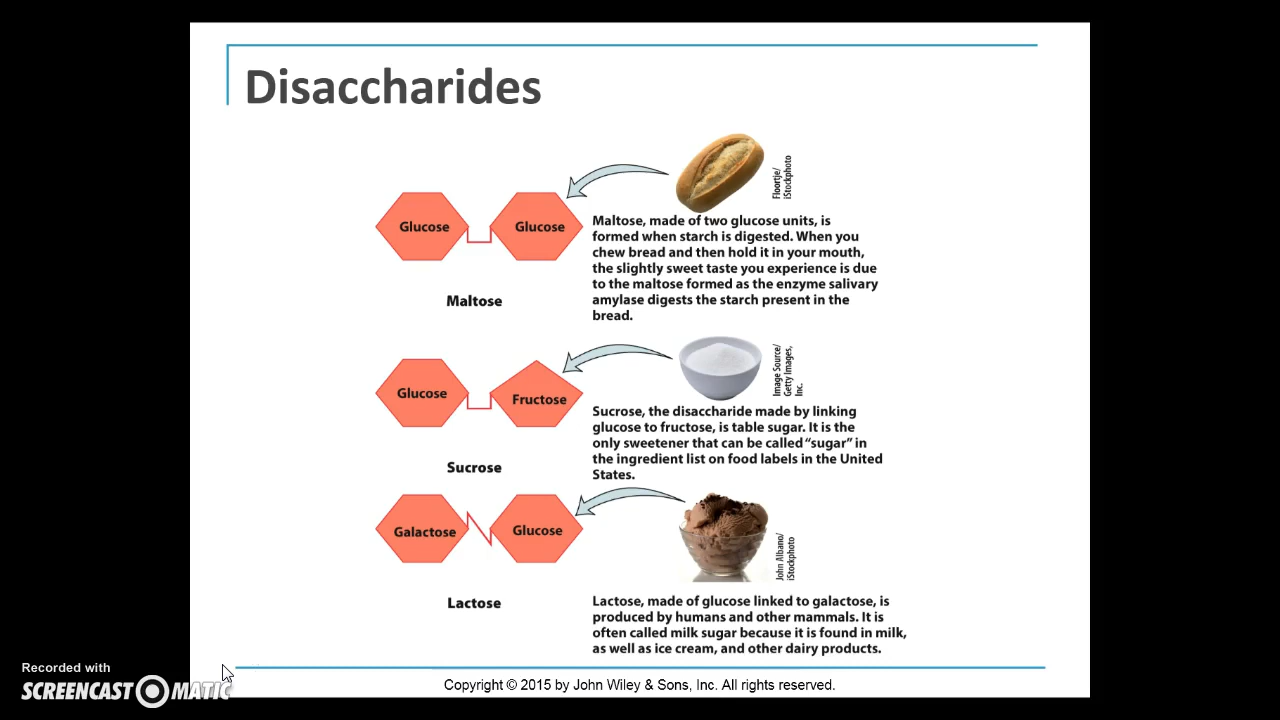 Disaccharides
Floortje/
iStockphoto
Glucose
Glucose
Maltose
Maltose, made of two glucose units, is
formed when starch is digested. When you
chew bread and then hold it in your mouth,
the slightly sweet taste you experience is due
to the maltose formed as the enzyme salivary
amylase digests the starch present in the
bread.
Image Source/
Getty Images,
Inc.
Glucose
Fructose
Sucrose
Sucrose, the disaccharide made by linking
glucose to fructose, is table sugar. It is the
only sweetener that can be called “sugar” in
the ingredient list on food labels in the United
States.
Galactose
Glucose
Lactose
John Albano/
iStockphoto
Lactose, made of glucose linked to galactose, is
produced by humans and other mammals. It is
often called milk sugar because it is found in milk,
as well as ice cream, and other dairy products.
Recorded with
SCREENCAST MATIC
Copyright © 2015 by John Wiley & Sons, Inc. All rights reserved.